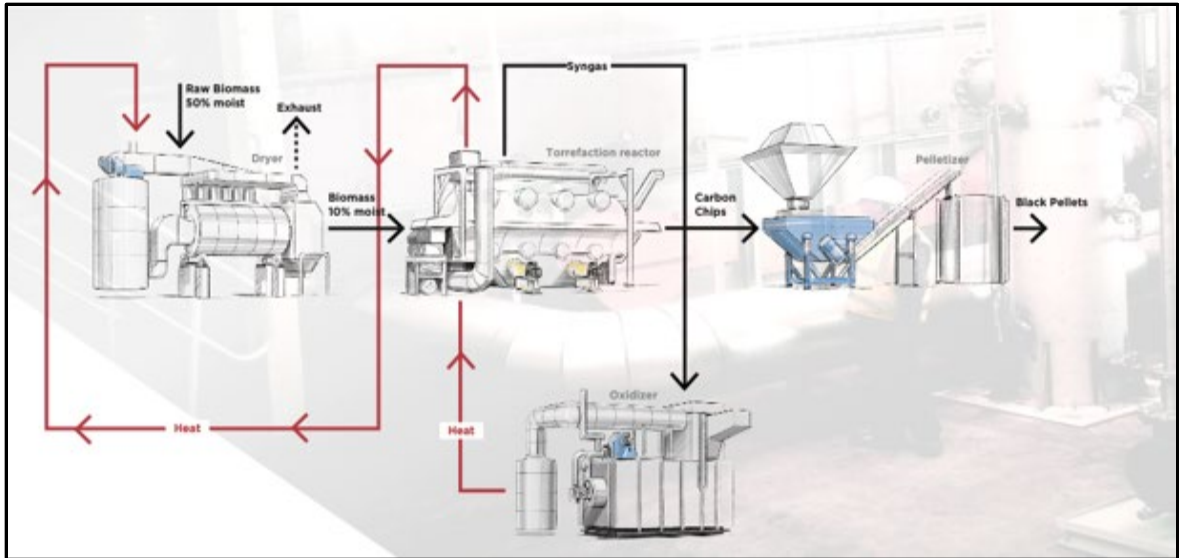 Syngas
Raw Biomass
50% moist
Exhaust
Dryer
Torrefaction reactor
Pelletizer
Biomass
10% moist
Carbon
Chips
Black Pellets
Oxidizer
Heat
Heat